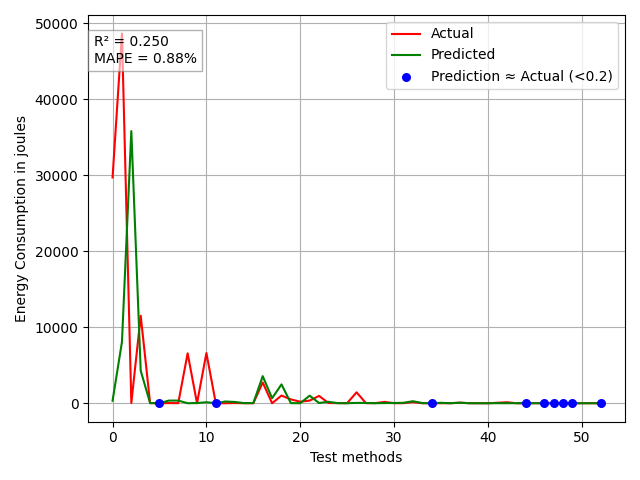 R² = 0.250
MAPE = 0.88%
Actual
Predicted
Prediction ≈ Actual (<0.2)
Energy Consumption in joules
50000
40000
30000
20000
10000
0
0 10 20 30 40 50
Test methods